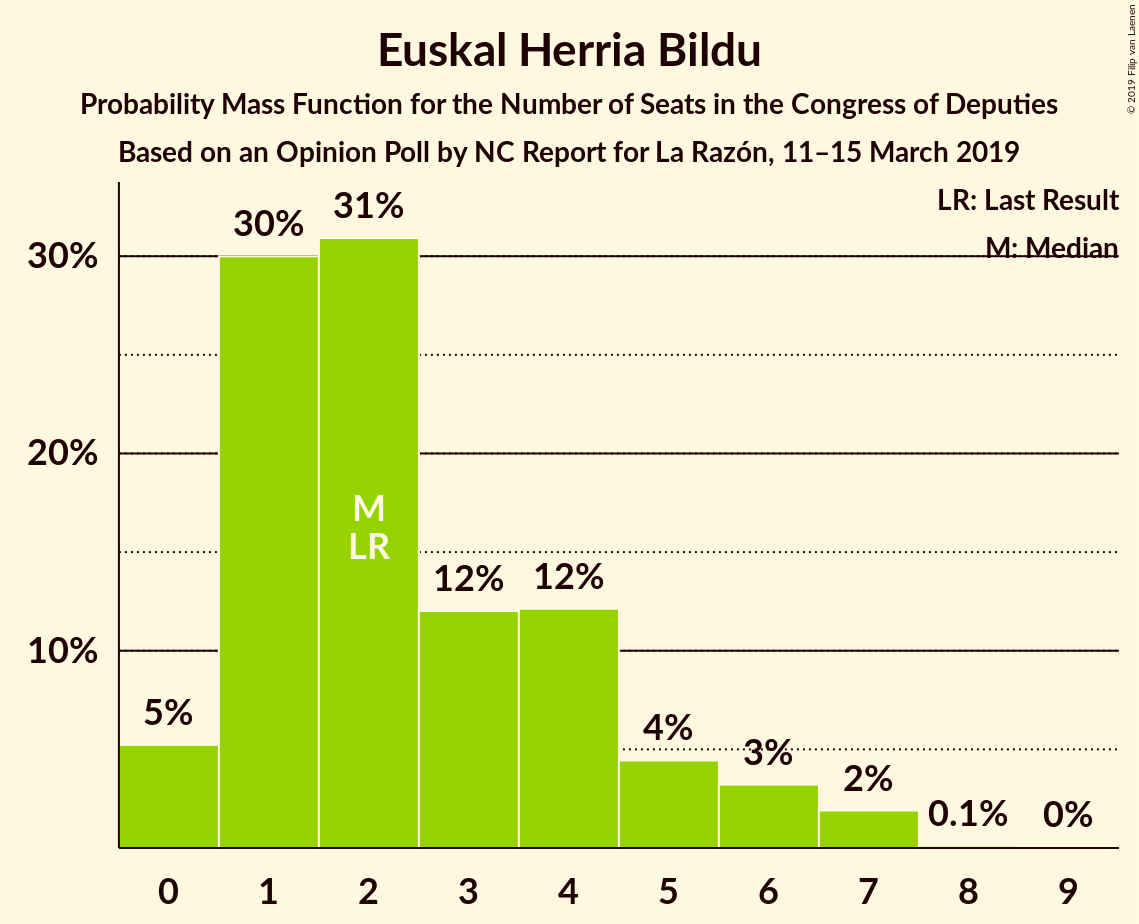 Euskal Herria Bildu
Probability Mass Function for the Number of Seats in the Congress of Deputies
Based on an Opinion Poll by NC Report for La Razón, 11–15 March 2019
© 2019 Filip van Laenen
LR: Last Result
M: Median
30%
20%
10%
5%
30%
31%
12%
12%
4%
3%
2%
0.1%
0%
M
LR
0 1 2 3 4 5 6 7 8 9